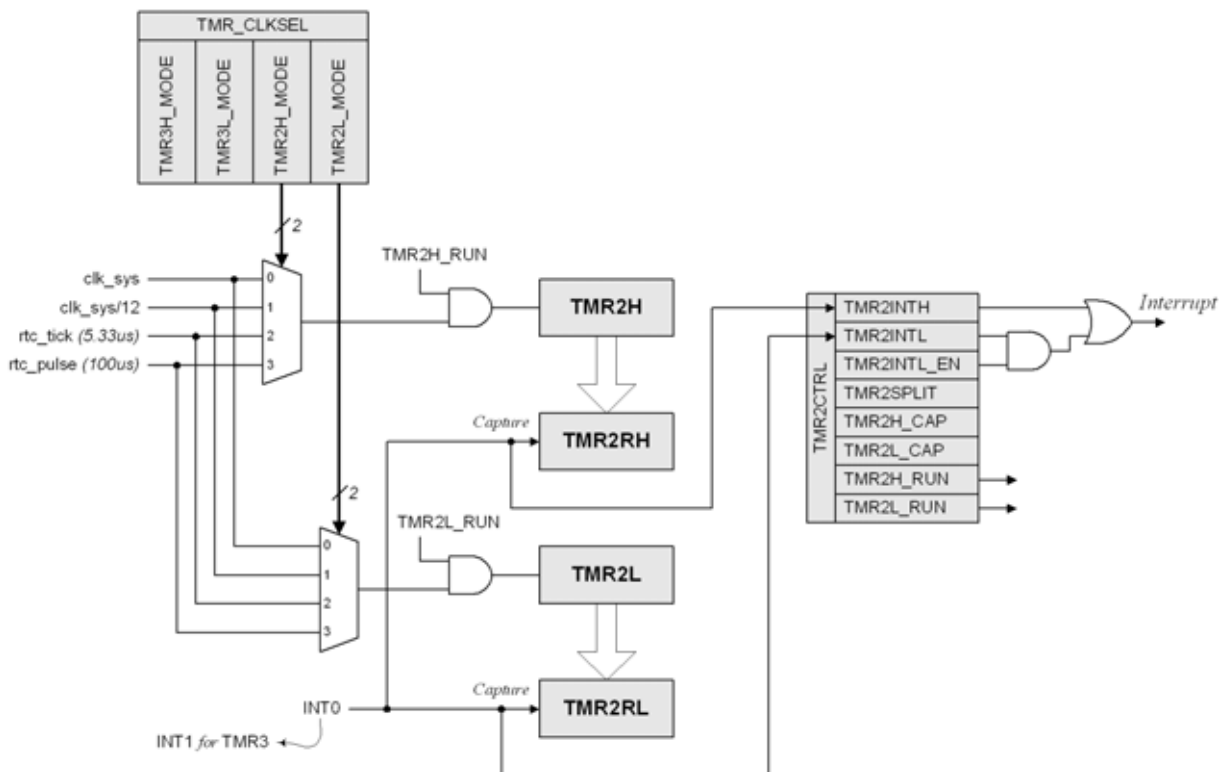 TMR_CLKSEL
TMR3H_MODE
TMR3L_MODE
TMR2H_MODE
TMR2L_MODE
2
clk_sys
clk_sys/12
rtc_tick (5.33us)
rtc_pulse (100us)
0
1
2
3
TMR2H_RUN
TMR2H
Capture
TMR2RH
2
0
1
2
3
TMR2L_RUN
TMR2L
Capture
TMR2RL
INT0
INT1 for TMR3
TMR2CTRL
TMR2INTH
TMR2INTL
TMR2INTL_EN
TMR2SPLIT
TMR2H_CAP
TMR2L_CAP
TMR2H_RUN
TMR2L_RUN
Interrupt